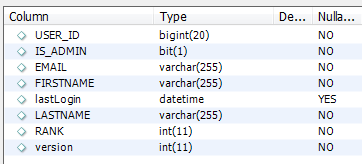 Column Type De... Nulla...
USER_ID bigint(20) NO
IS_ADMIN bit(1) NO
EMAIL varchar(255) NO
FIRSTNAME varchar(255) NO
lastLogin datetime YES
LASTNAME varchar(255) NO
RANK int(11) NO
version int(11) NO